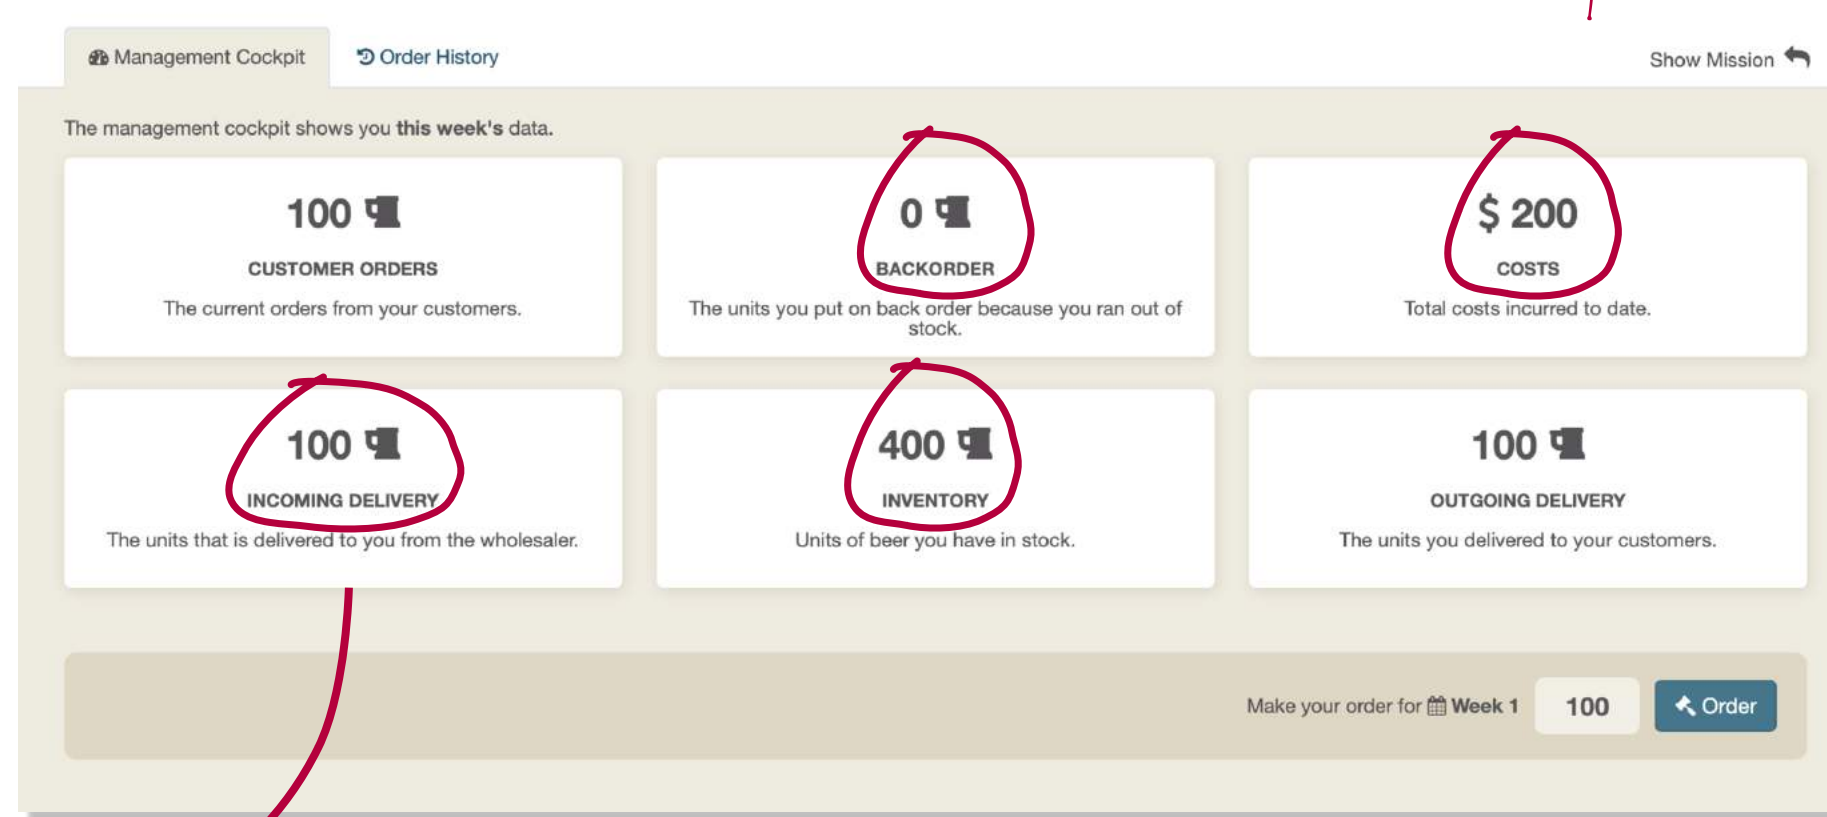 Management Cockpit
Order History
Show Mission
The management cockpit shows you this week's data.
100
CUSTOMER ORDERS
The current orders from your customers.
0
BACKORDER
The units you put on back order because you ran out of
stock.
$ 200
COSTS
Total costs incurred to date.
100
INCOMING DELIVERY
The units that is delivered to you from the wholesaler.
400
INVENTORY
Units of beer you have in stock.
100
OUTGOING DELIVERY
The units you delivered to your customers.
Make your order for Week 1
100
Order